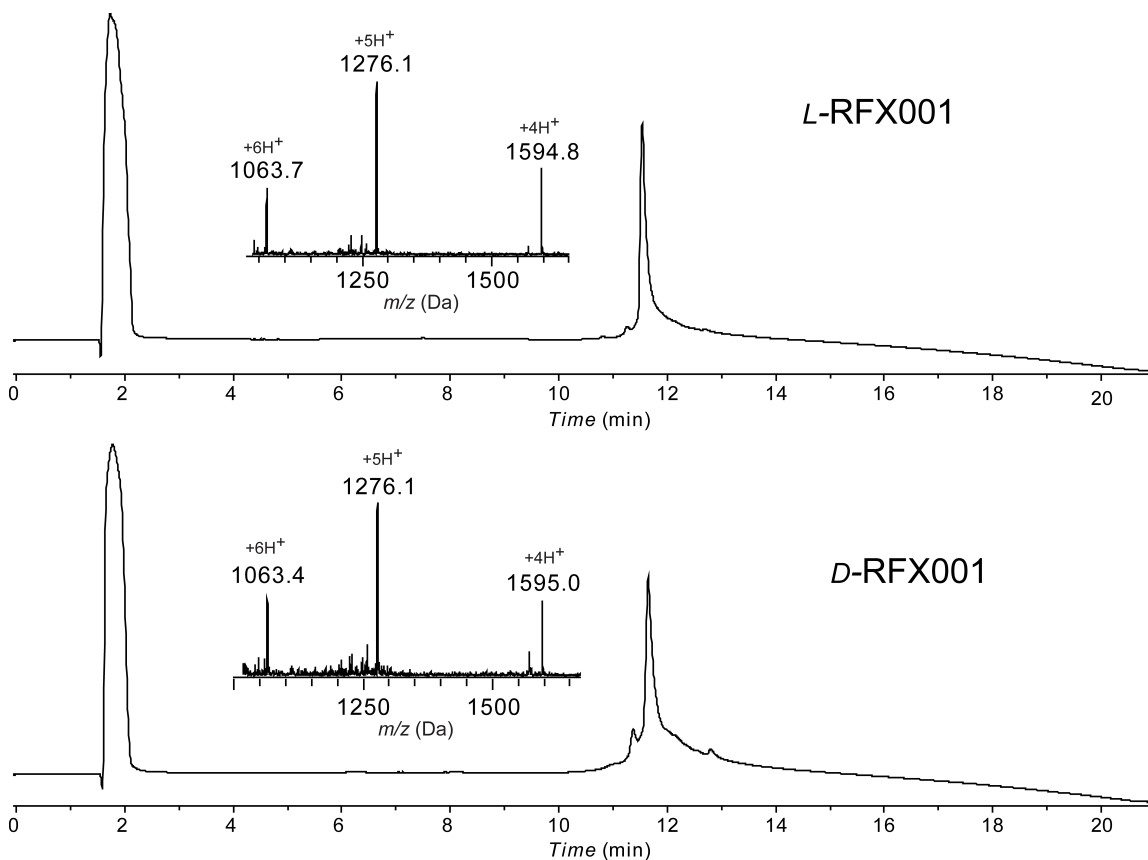 +5H+
1276.1
L-RFX001
+4H+
1594.8
+6H+
1063.7
1250 1500
m/z (Da)
0 2 4 6 8 10 12 14 16 18 20
Time (min)
+5H+
1276.1
+6H+
1063.4
+4H+
1595.0
D-RFX001
1250 1500
m/z (Da)
0 2 4 6 8 10 12 14 16 18 20
Time (min)